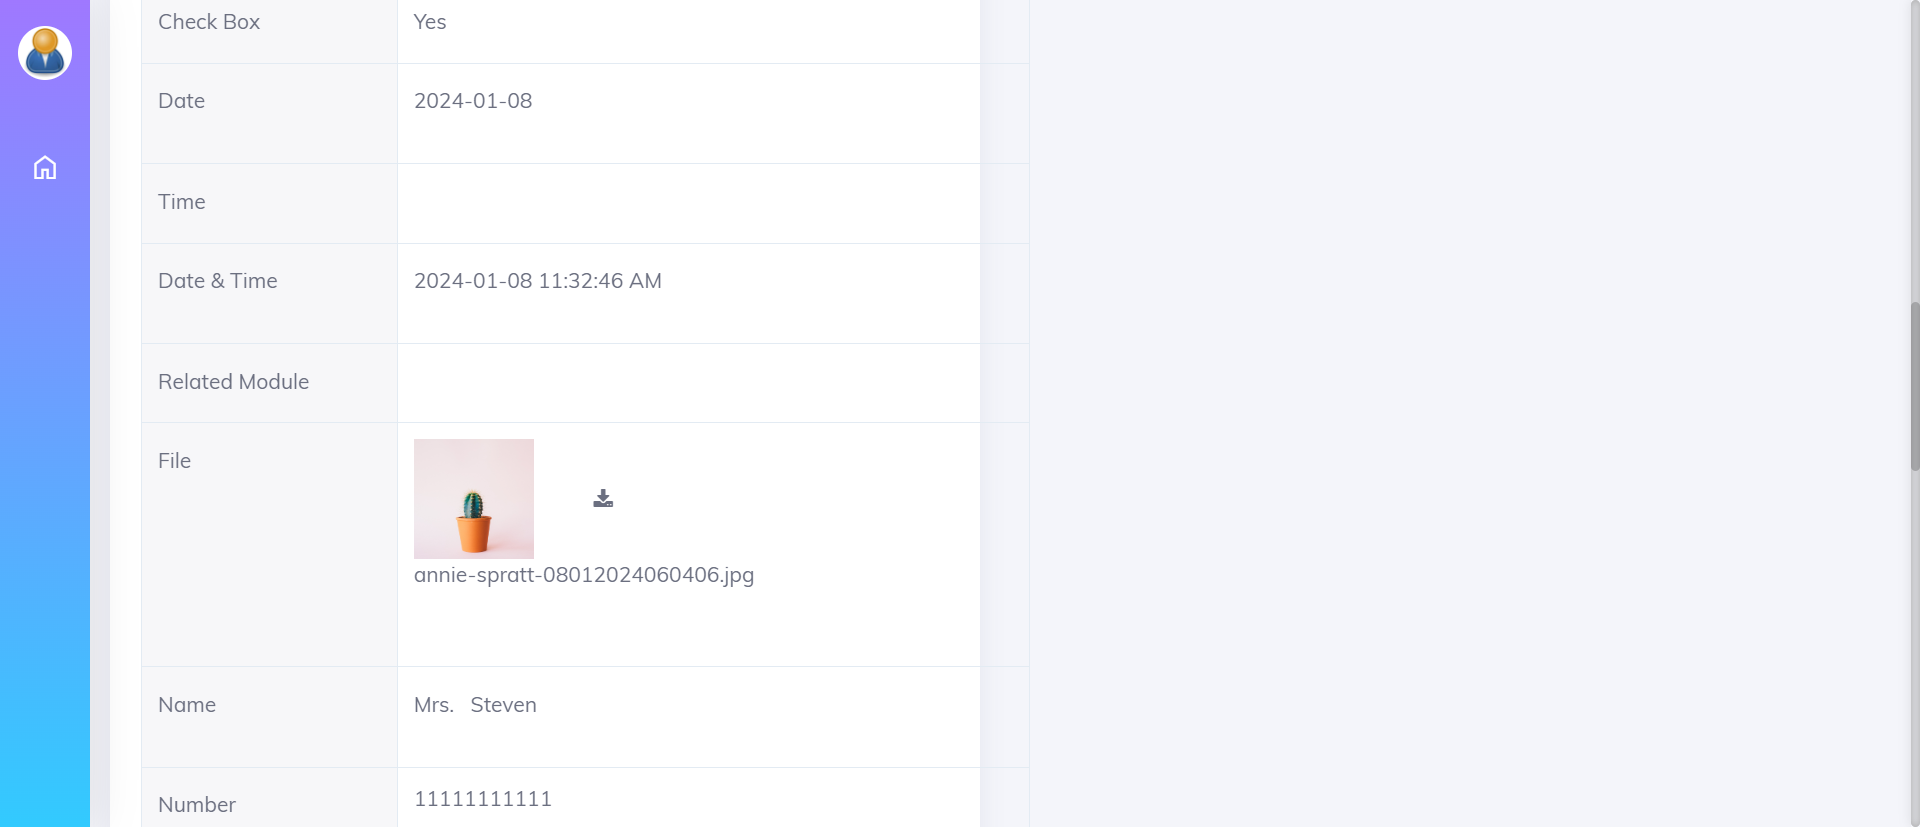 Check Box Yes
Date 2024-01-08
Time
Date & Time 2024-01-08 11:32:46 AM
Related Module
File
annie-spratt-08012024060406.jpg
Name Mrs. Steven
Number 11111111111